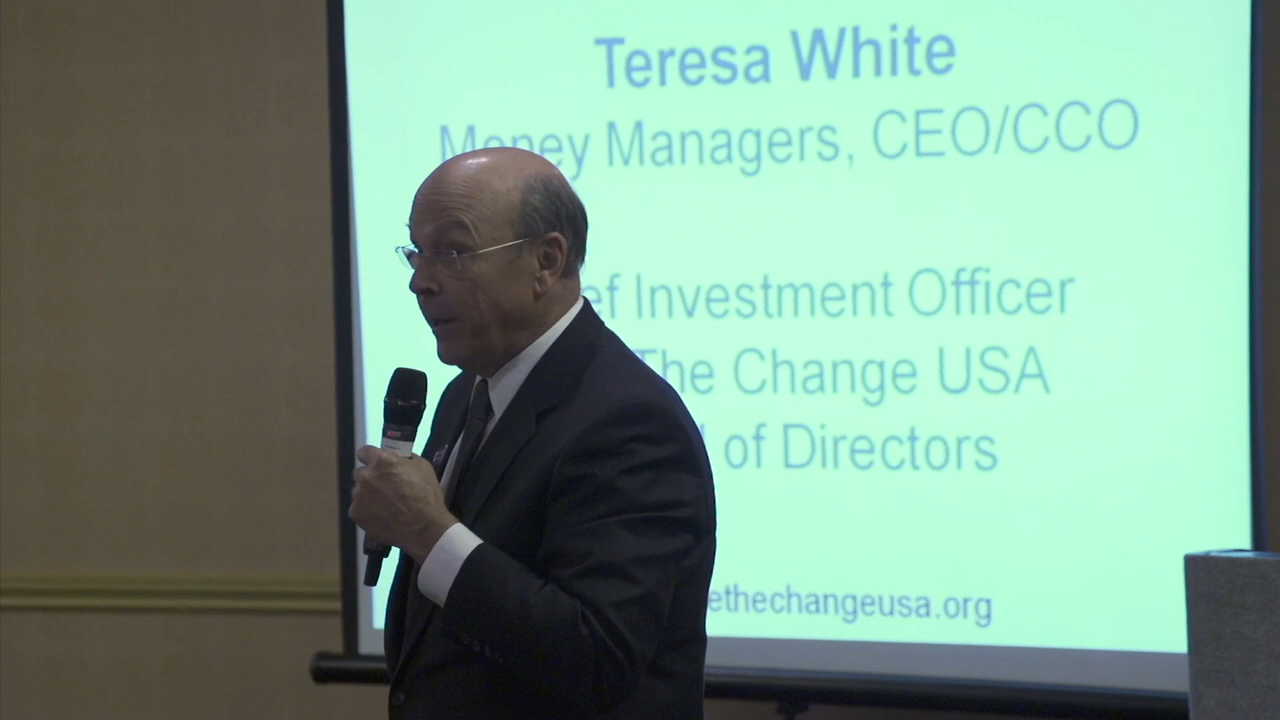 Teresa White
Money Managers, CEO/CCO
ef Investment Officer
The Change USA
of Directors
ethechangeusa.org